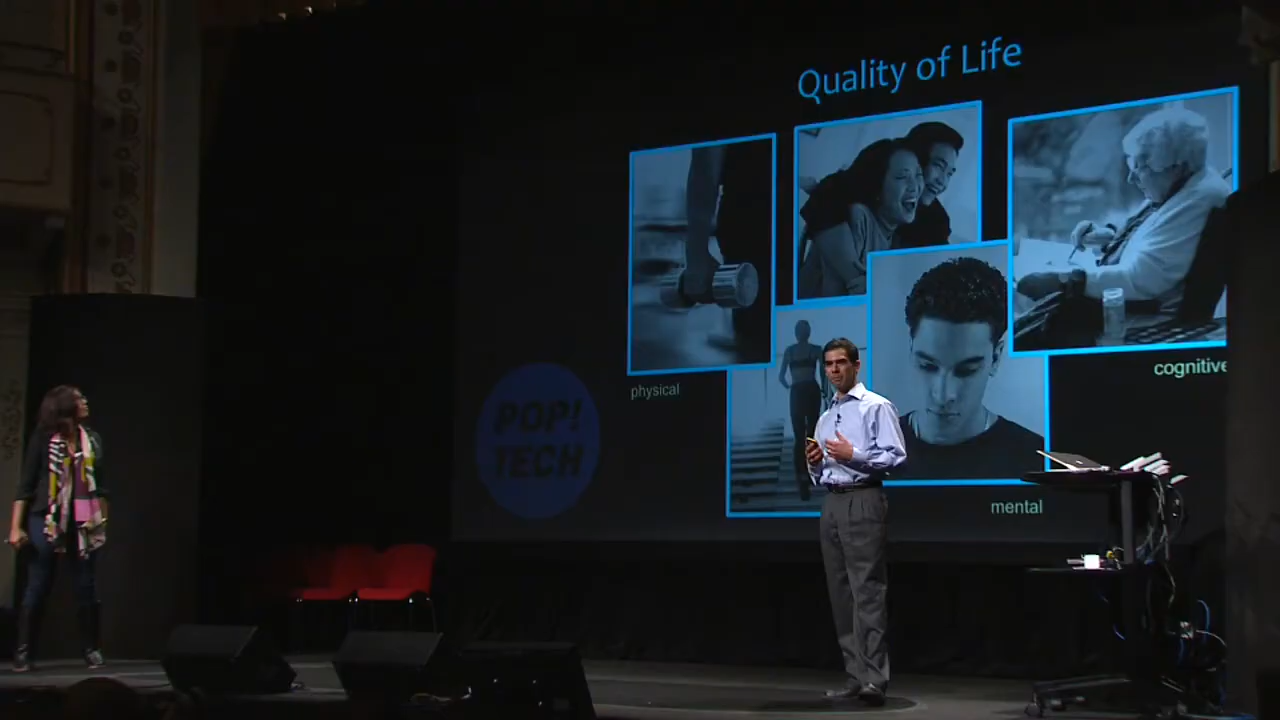 Quality of Life
physical
cognitive
mental
POP!
TECH